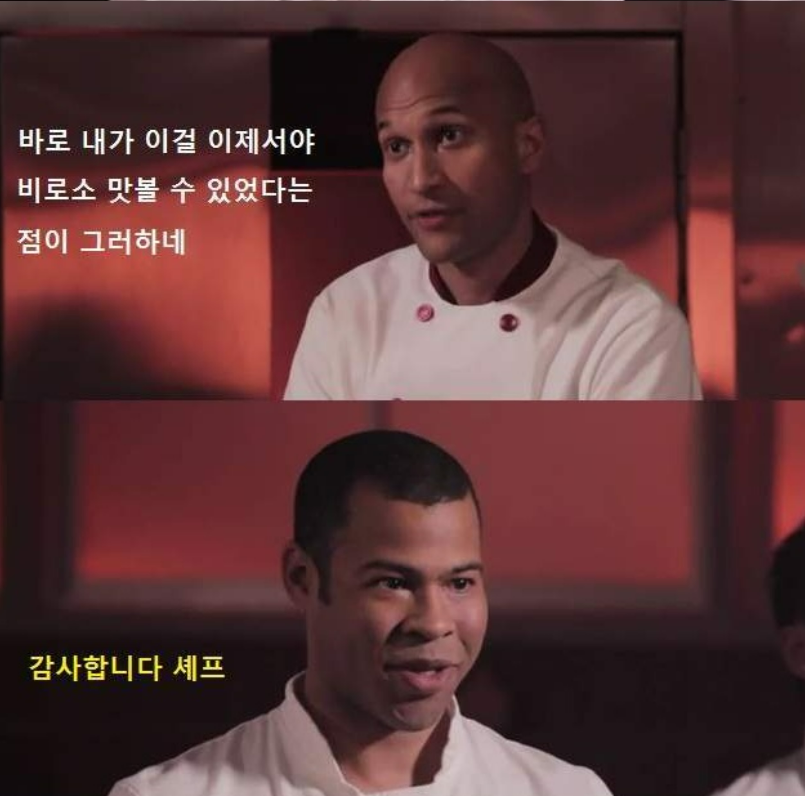 바로 내가 이걸 이제서야
비로소 맛볼 수 있었다는
점이 그러하네
감사합니다 셰프